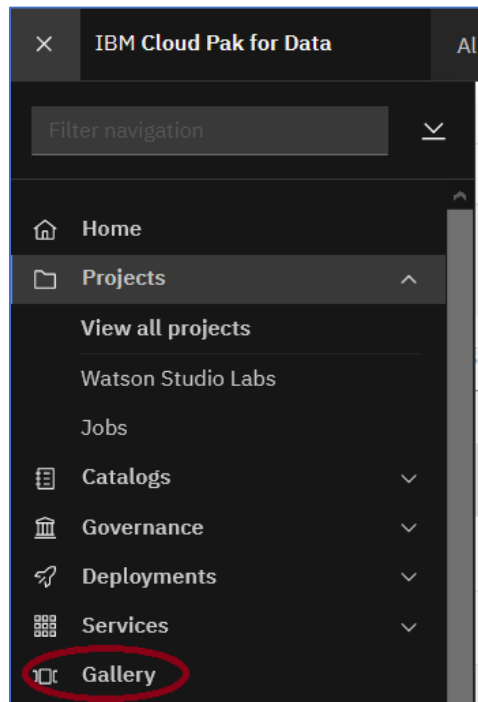 IBM Cloud Pak for Data
Al
Filter navigation
Home
Projects
View all projects
Watson Studio Labs
Jobs
Catalogs
Governance
Deployments
Services
Gallery